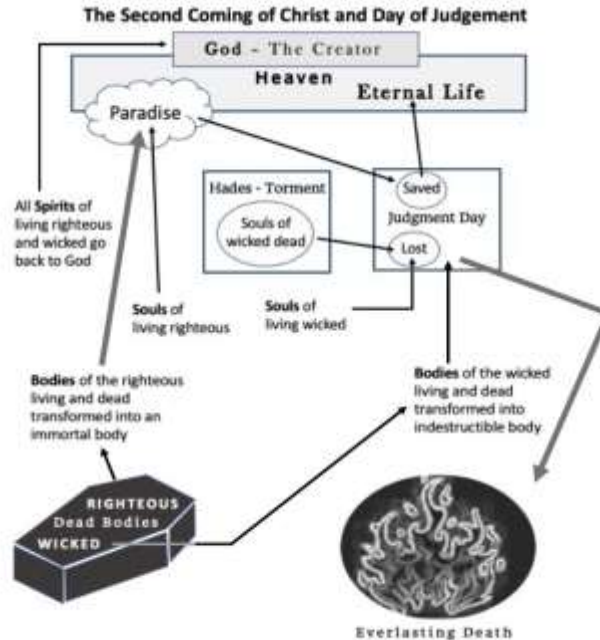 The Second Coming of Christ and Day of Judgement
God – The Creator
Heaven
Eternal Life
Paradise
All Spirits of
living righteous
and wicked go
back to God
Hades - Torment
Souls of
wicked dead
Saved
Judgment Day
Lost
Souls of
living righteous
Souls of
living wicked
Bodies of the righteous
living and dead
transformed into an
immortal body
Bodies of the wicked
living and dead
transformed into
indestructible body
RIGHTEOUS
Dead Bodies
WICKED
Everlasting Death